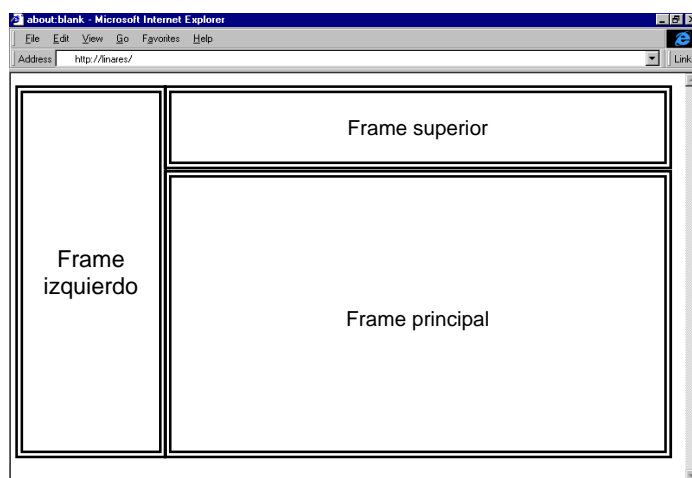 about:blank - Microsoft Internet Explorer
File Edit View Go Favorites Help
Address http://linares/ Link
Frame superior
Frame
izquierdo
Frame principal